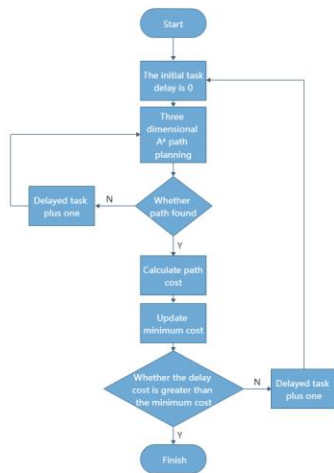 Start
The initial task
delay is 0
Three
dimensional
A* path
planning
Whether
path found
N
Delayed task
plus one
Y
Calculate path
cost
Update
minimum cost
Whether the delay
cost is greater than
the minimum cost
N
Delayed task
plus one
Y
Finish